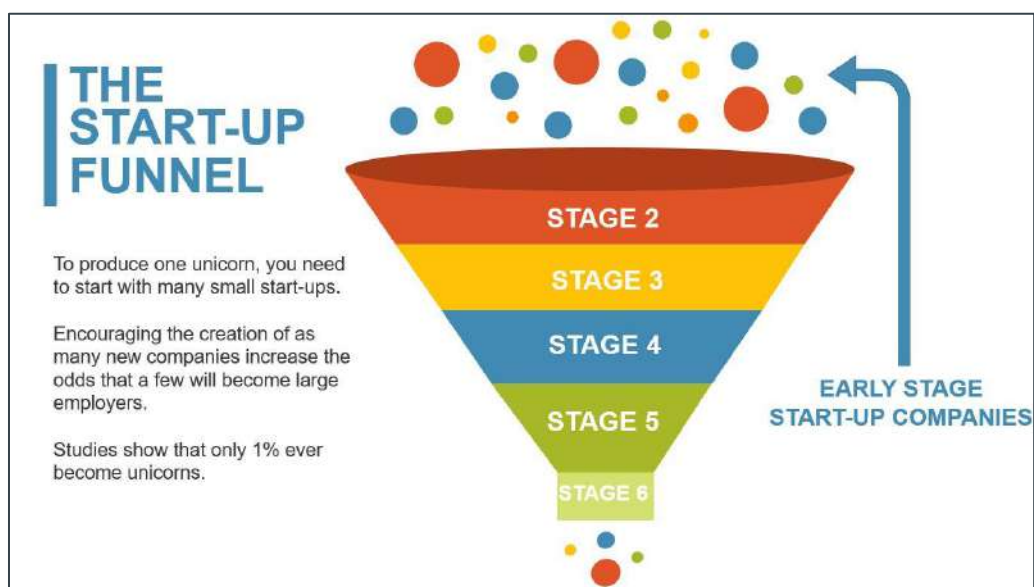 THE
START-UP
FUNNEL
To produce one unicorn, you need
to start with many small start-ups.
Encouraging the creation of as
many new companies increase the
odds that a few will become large
employers.
Studies show that only 1% ever
become unicorns.
STAGE 2
STAGE 3
STAGE 4
STAGE 5
STAGE 6
EARLY STAGE
START-UP COMPANIES